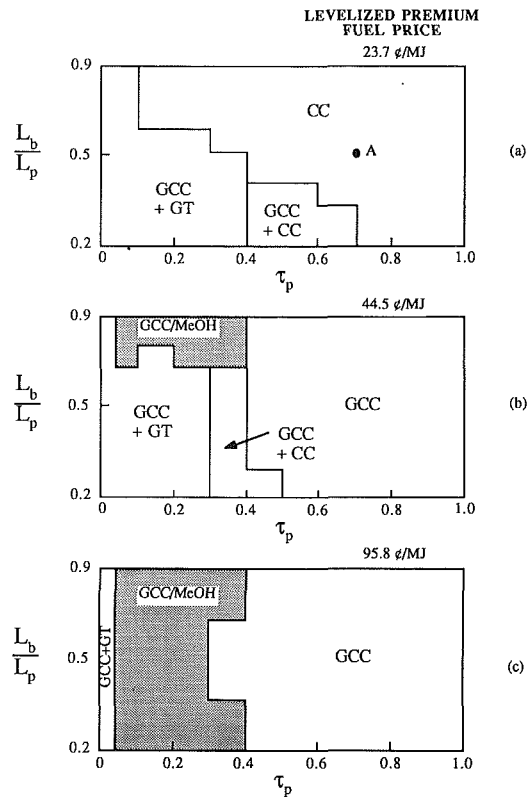 LEVELIZED PREMIUM
FUEL PRICE
23.7 ¢/MJ
0.9
CC
L_b
L_p
0.5
A
(a)
GCC
+ GT
GCC
+ CC
0.2
0 0.2 0.4 0.6 0.8 1.0
τ_p
44.5 ¢/MJ
0.9
GCC/MeOH
L_b
L_p
0.5
GCC
+ GT
GCC
+ CC
GCC
(b)
0.2
0 0.2 0.4 0.6 0.8 1.0
τ_p
95.8 ¢/MJ
0.9
GCC/MeOH
L_b
L_p
0.5
GCC+GT
GCC
(c)
0.2
0 0.2 0.4 0.6 0.8 1.0
τ_p